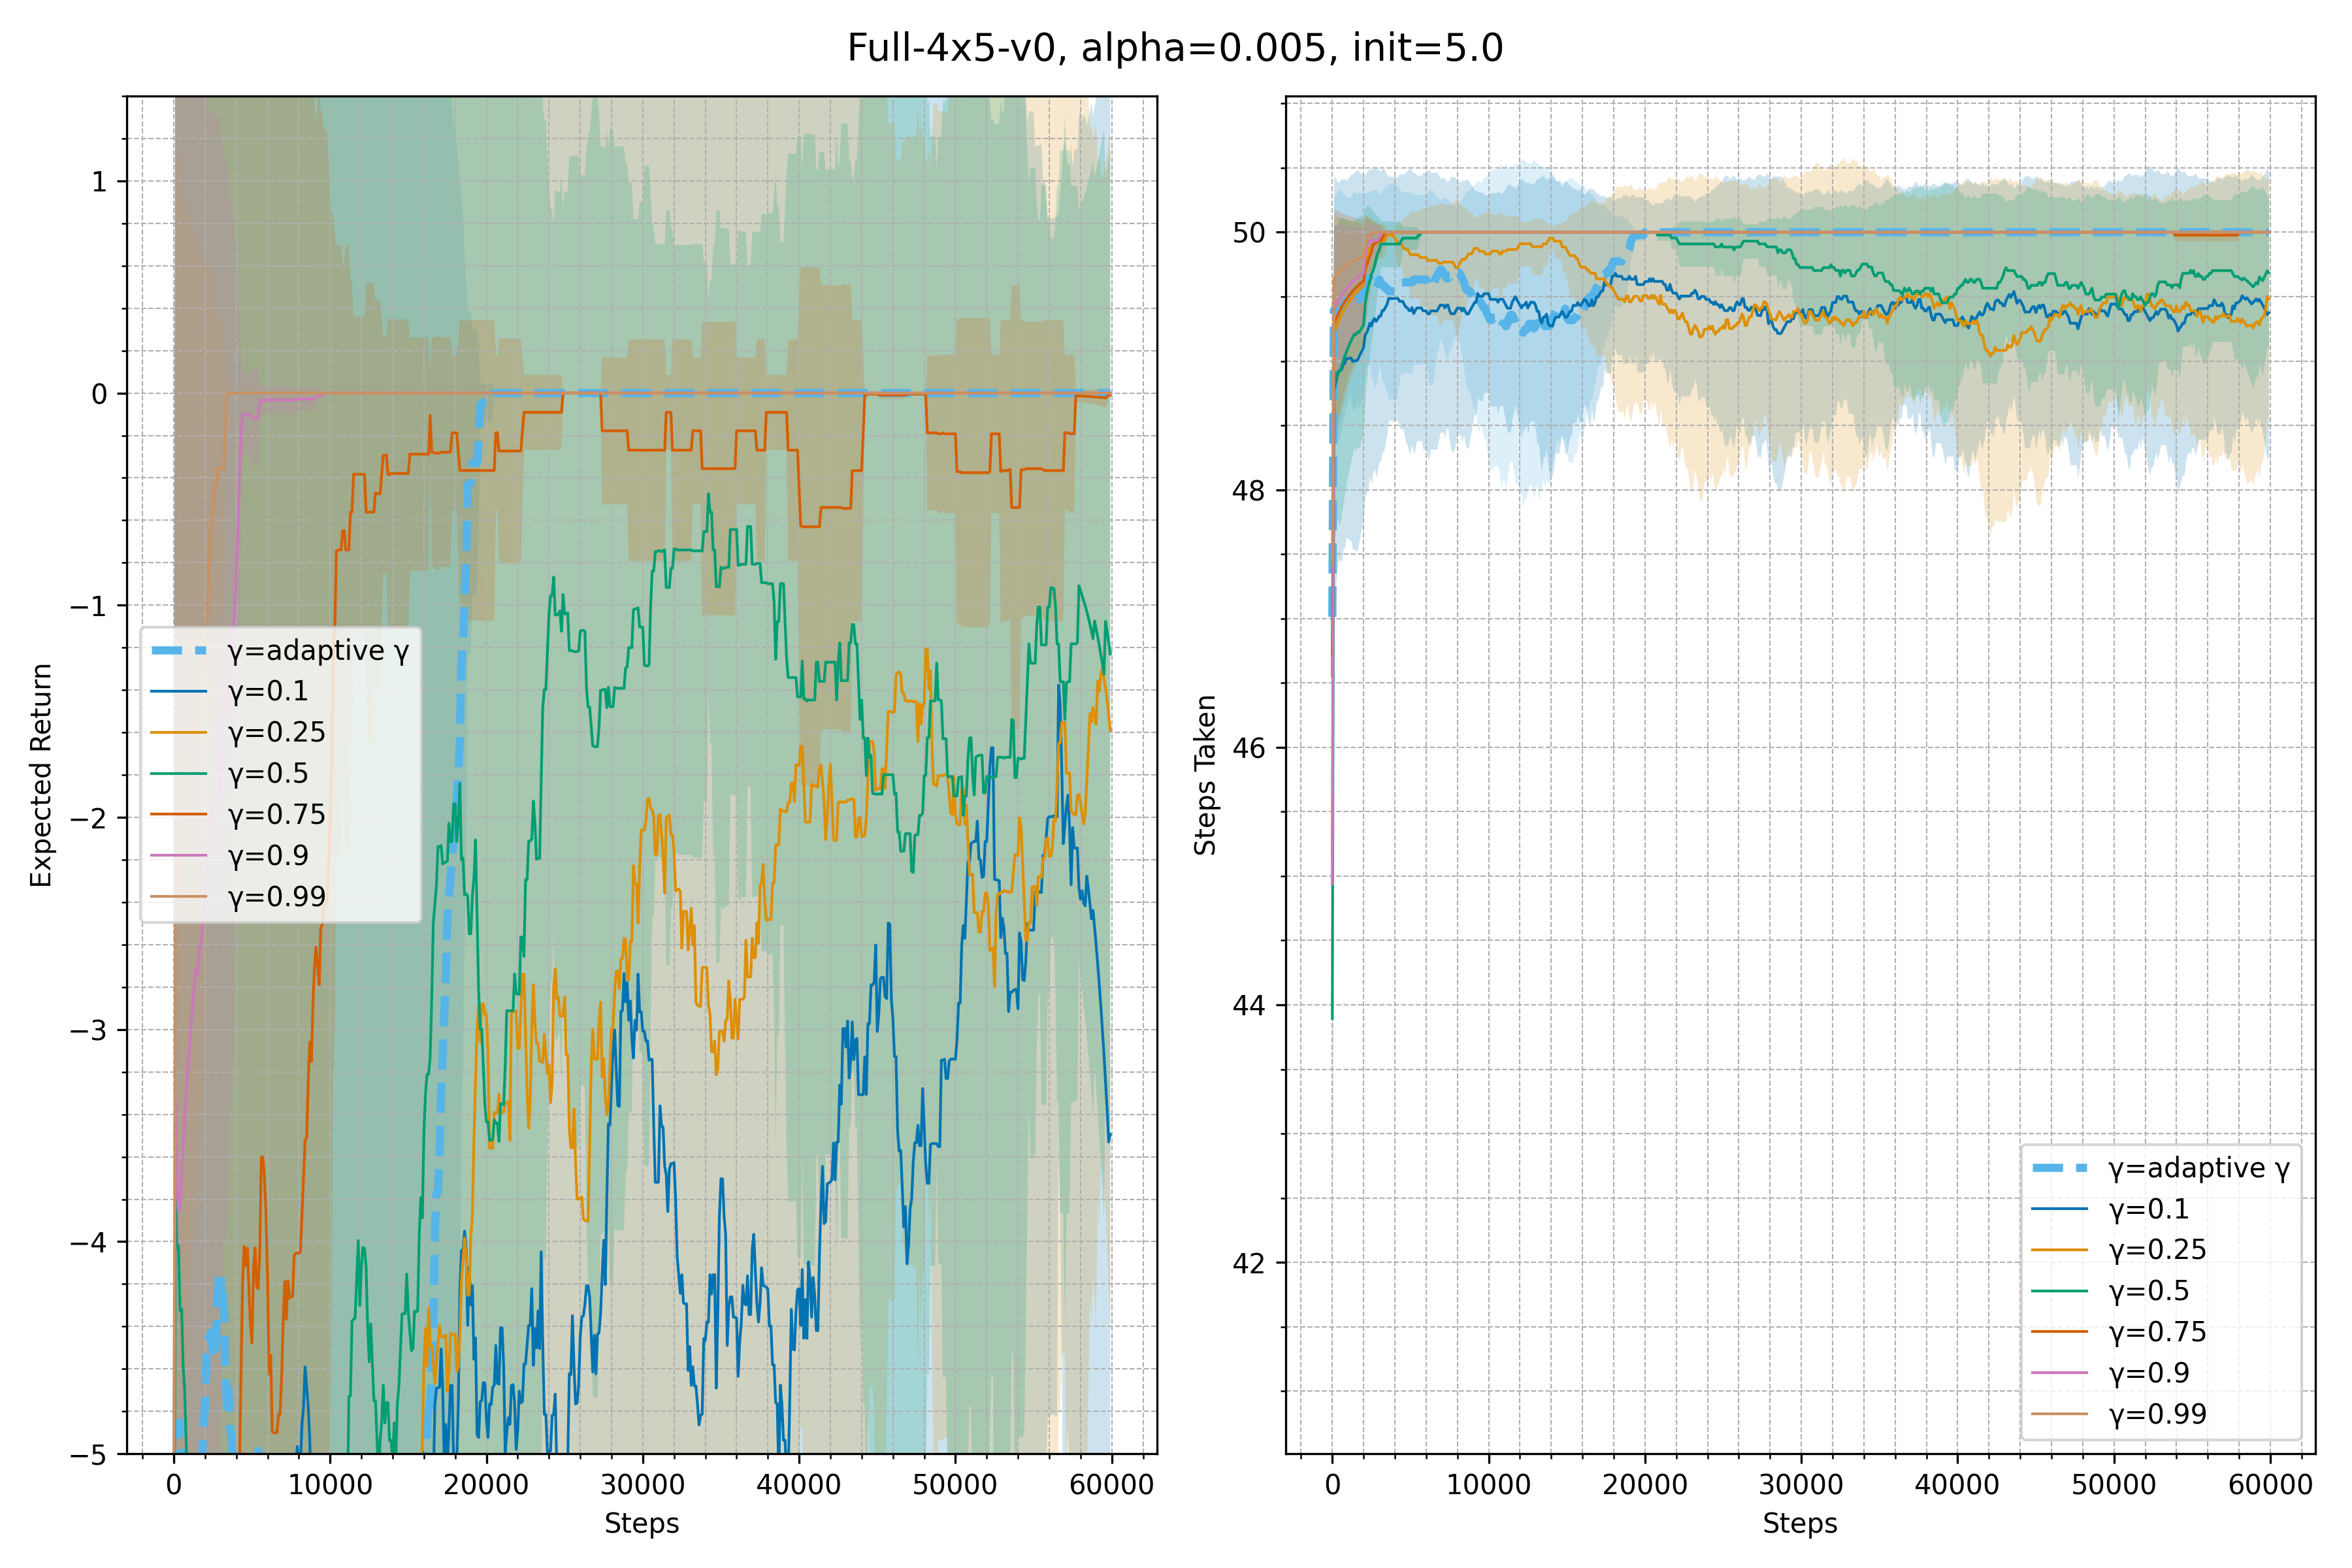 Full-4x5-v0, alpha=0.005, init=5.0
1
0
−1
−2
−3
−4
−5
Expected Return
γ=adaptive γ
γ=0.1
γ=0.25
γ=0.5
γ=0.75
γ=0.9
γ=0.99
0 10000 20000 30000 40000 50000 60000
Steps
50
48
46
44
42
Steps Taken
γ=adaptive γ
γ=0.1
γ=0.25
γ=0.5
γ=0.75
γ=0.9
γ=0.99
0 10000 20000 30000 40000 50000 60000
Steps